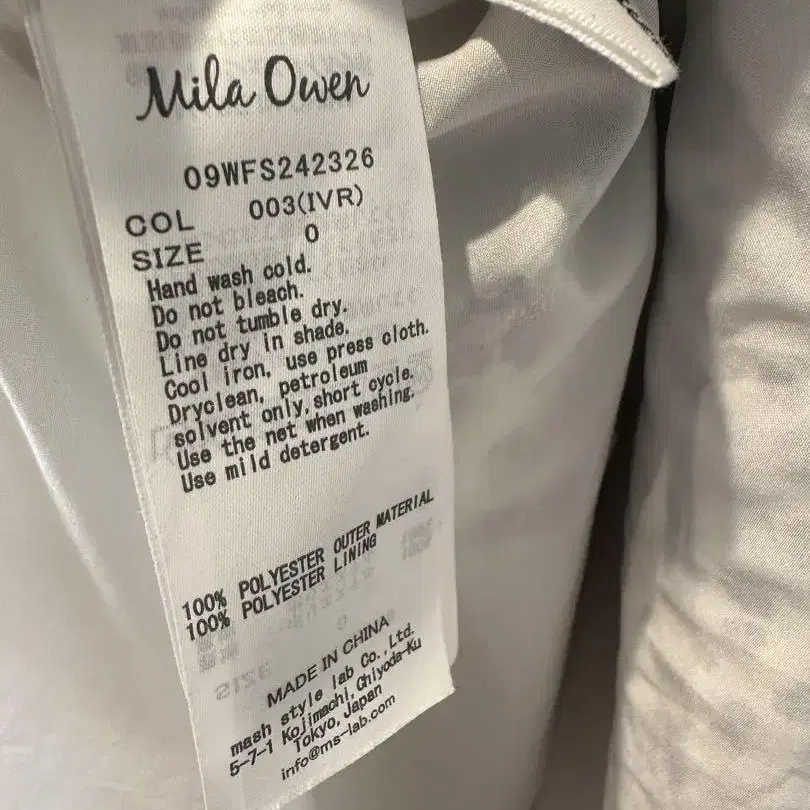 Mila Owen
09WFS242326
COL 003(IVR)
SIZE 0
Hand wash cold.
Do not bleach.
Do not tumble dry.
Line dry in shade.
Cool iron, use press cloth.
Dryclean, petroleum
solvent only,short cycle.
Use the net when washing.
Use mild detergent.
100% POLYESTER OUTER MATERIAL
100% POLYESTER LINING
MADE IN CHINA
mash style lab Co.,Ltd.
5-7-1 Kojimachi, Chiyoda-Ku
Tokyo, Japan
info@ms-lab.com